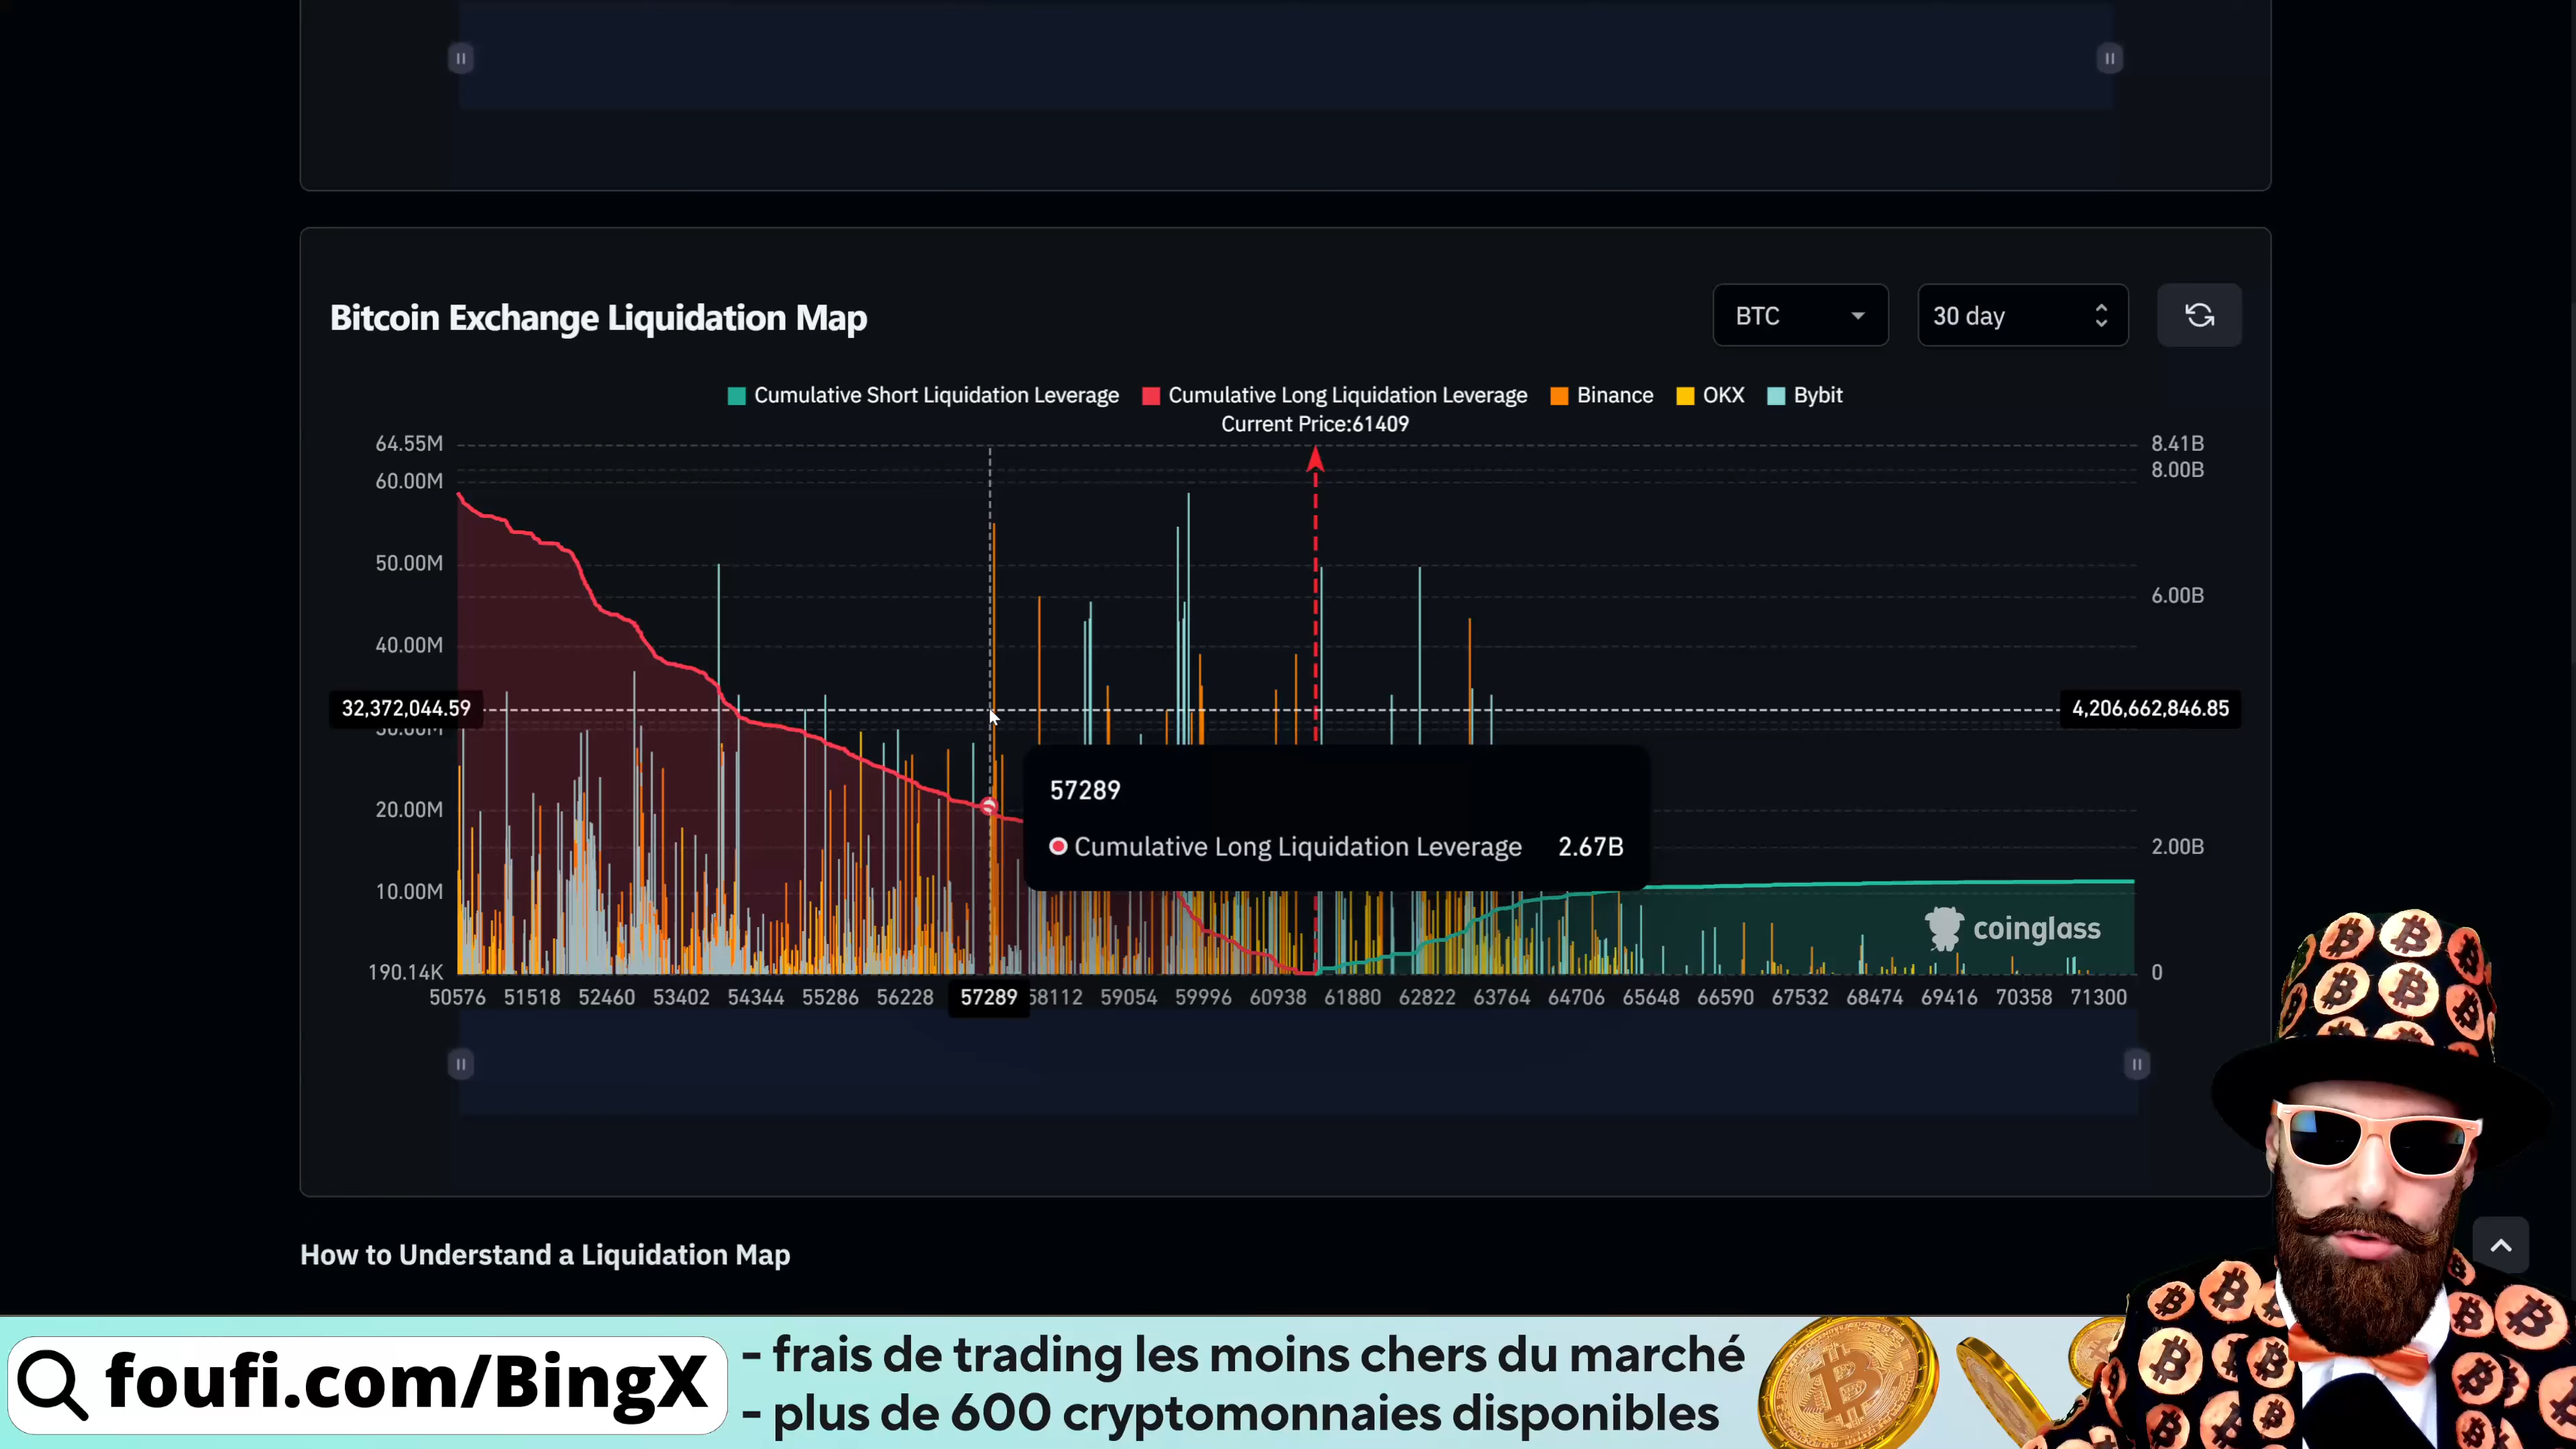 Bitcoin Exchange Liquidation Map
BTC
30 day
Cumulative Short Liquidation Leverage Cumulative Long Liquidation Leverage Binance OKX Bybit
Current Price:61409
64.55M
60.00M
50.00M
40.00M
32,372,044.59
20.00M
10.00M
190.14K
8.41B
8.00B
6.00B
4,206,662,846.85
2.00B
0
57289
Cumulative Long Liquidation Leverage 2.67B
coinglass
50576 51518 52460 53402 54344 55286 56228 57289 58112 59054 59996 60938 61880 62822 63764 64706 65648 66590 67532 68474 69416 70358 71300
How to Understand a Liquidation Map
foufi.com/BingX
- frais de trading les moins chers du marché
- plus de 600 cryptomonnaies disponibles